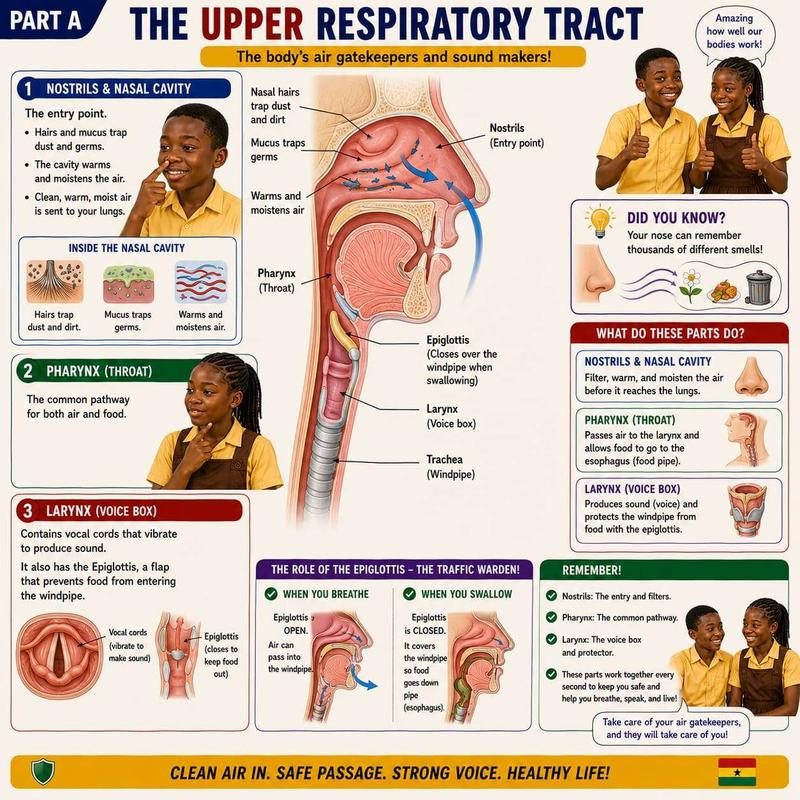 PART A
THE UPPER RESPIRATORY TRACT
The body's air gatekeepers and sound makers!
Amazing
how well our
bodies work!
1 NOSTRILS & NASAL CAVITY
The entry point.
• Hairs and mucus trap
dust and germs.
• The cavity warms
and moistens the air.
• Clean, warm, moist air
is sent to your lungs.
INSIDE THE NASAL CAVITY
Hairs trap
dust and dirt.
Mucus traps
germs.
Warms and
moistens air.
2 PHARYNX (THROAT)
The common pathway
for both air and food.
3 LARYNX (VOICE BOX)
Contains vocal cords that vibrate
to produce sound.
It also has the Epiglottis, a flap
that prevents food from entering
the windpipe.
Vocal cords
(vibrate to
make sound)
Epiglottis
(closes to
keep food
out)
Nasal hairs
trap dust
and dirt
Mucus traps
germs
Warms and
moistens air
Pharynx
(Throat)
Nostrils
(Entry point)
Epiglottis
(Closes over the
windpipe when
swallowing)
Larynx
(Voice box)
Trachea
(Windpipe)
DID YOU KNOW?
Your nose can remember
thousands of different smells!
WHAT DO THESE PARTS DO?
NOSTRILS & NASAL CAVITY
Filter, warm, and moisten the air
before it reaches the lungs.
PHARYNX (THROAT)
Passes air to the larynx and
allows food to go to the
esophagus (food pipe).
LARYNX (VOICE BOX)
Produces sound (voice) and
protects the windpipe from
food with the epiglottis.
THE ROLE OF THE EPIGLOTTIS – THE TRAFFIC WARDEN!
WHEN YOU BREATHE
Epiglottis
OPEN.
Air can
pass into
the windpipe.
WHEN YOU SWALLOW
Epiglottis
is CLOSED.
It covers
the windpipe
so food
goes down
pipe
(esophagus).
REMEMBER!
Nostrils: The entry and filters.
Pharynx: The common pathway.
Larynx: The voice box
and protector.
These parts work together every
second to keep you safe and
help you breathe, speak, and live!
Take care of your air gatekeepers,
and they will take care of you!
CLEAN AIR IN. SAFE PASSAGE. STRONG VOICE. HEALTHY LIFE!